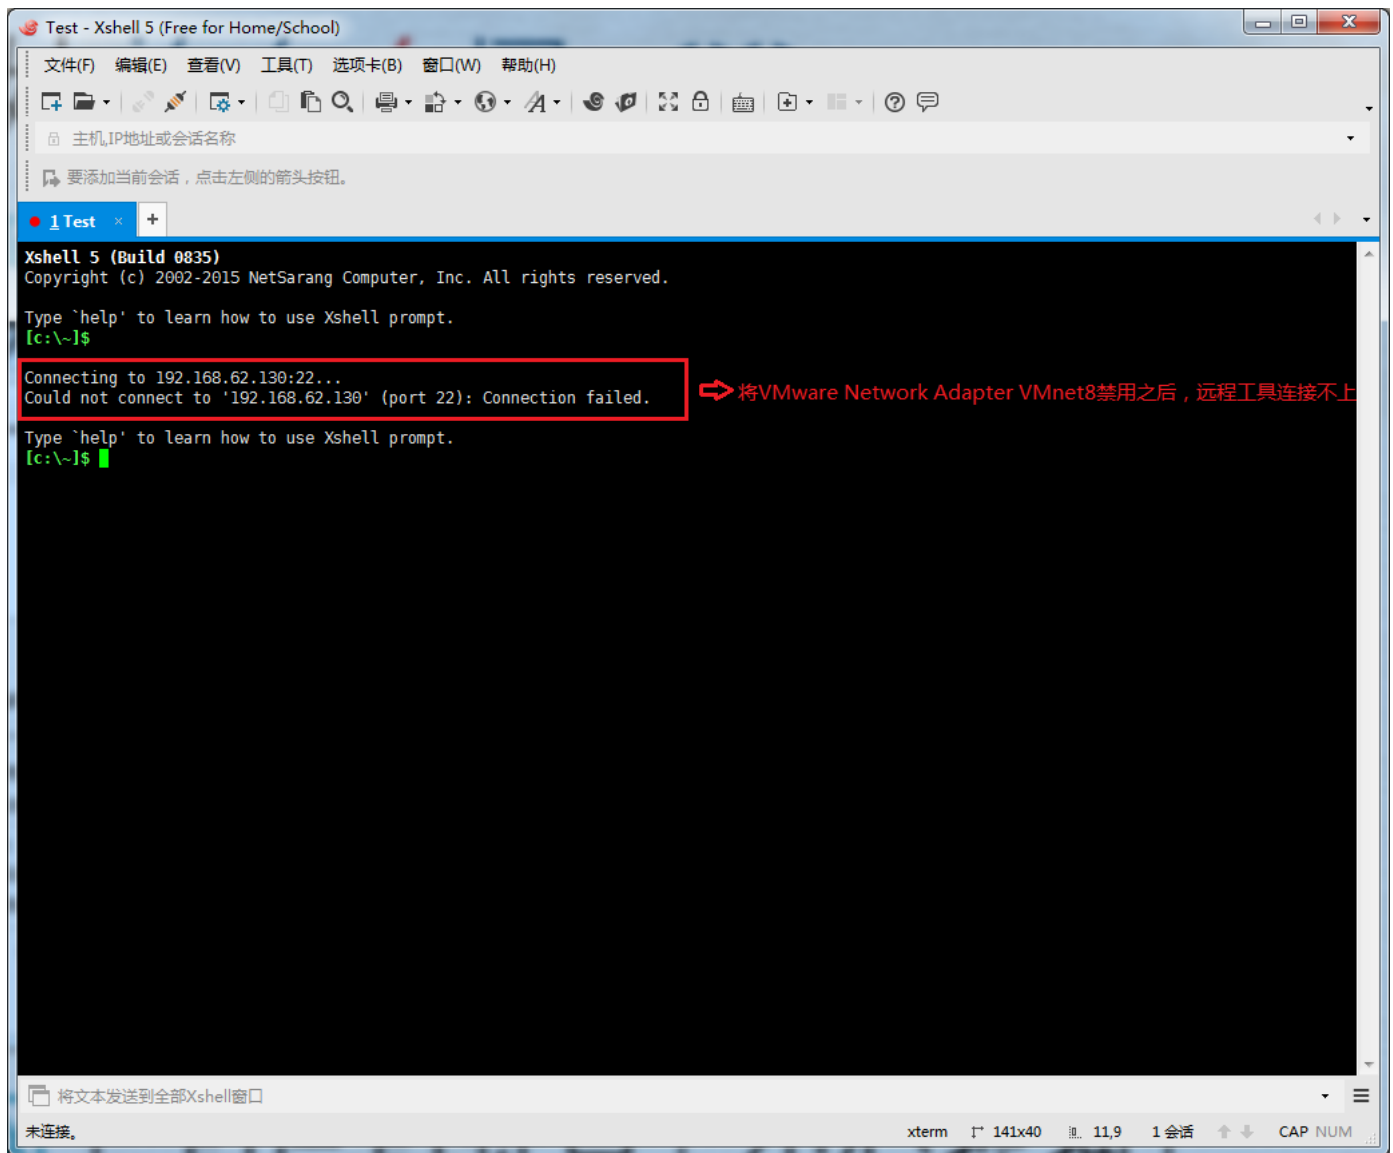 Test - Xshell 5 (Free for Home/School)
文件(F) 编辑(E) 查看(V) 工具(T) 选项卡(B) 窗口(W) 帮助(H)
主机,IP地址或会话名称
要添加当前会话，点击左侧的箭头按钮。
1 Test × +
Xshell 5 (Build 0835)
Copyright (c) 2002-2015 NetSarang Computer, Inc. All rights reserved.
Type `help' to learn how to use Xshell prompt.
[c:\~]$
Connecting to 192.168.62.130:22...
Could not connect to '192.168.62.130' (port 22): Connection failed.
将VMware Network Adapter VMnet8禁用之后，远程工具连接不上
Type `help' to learn how to use Xshell prompt.
[c:\~]$
将文本发送到全部Xshell窗口
未连接。 xterm 141x40 11,9 1 会话 CAP NUM